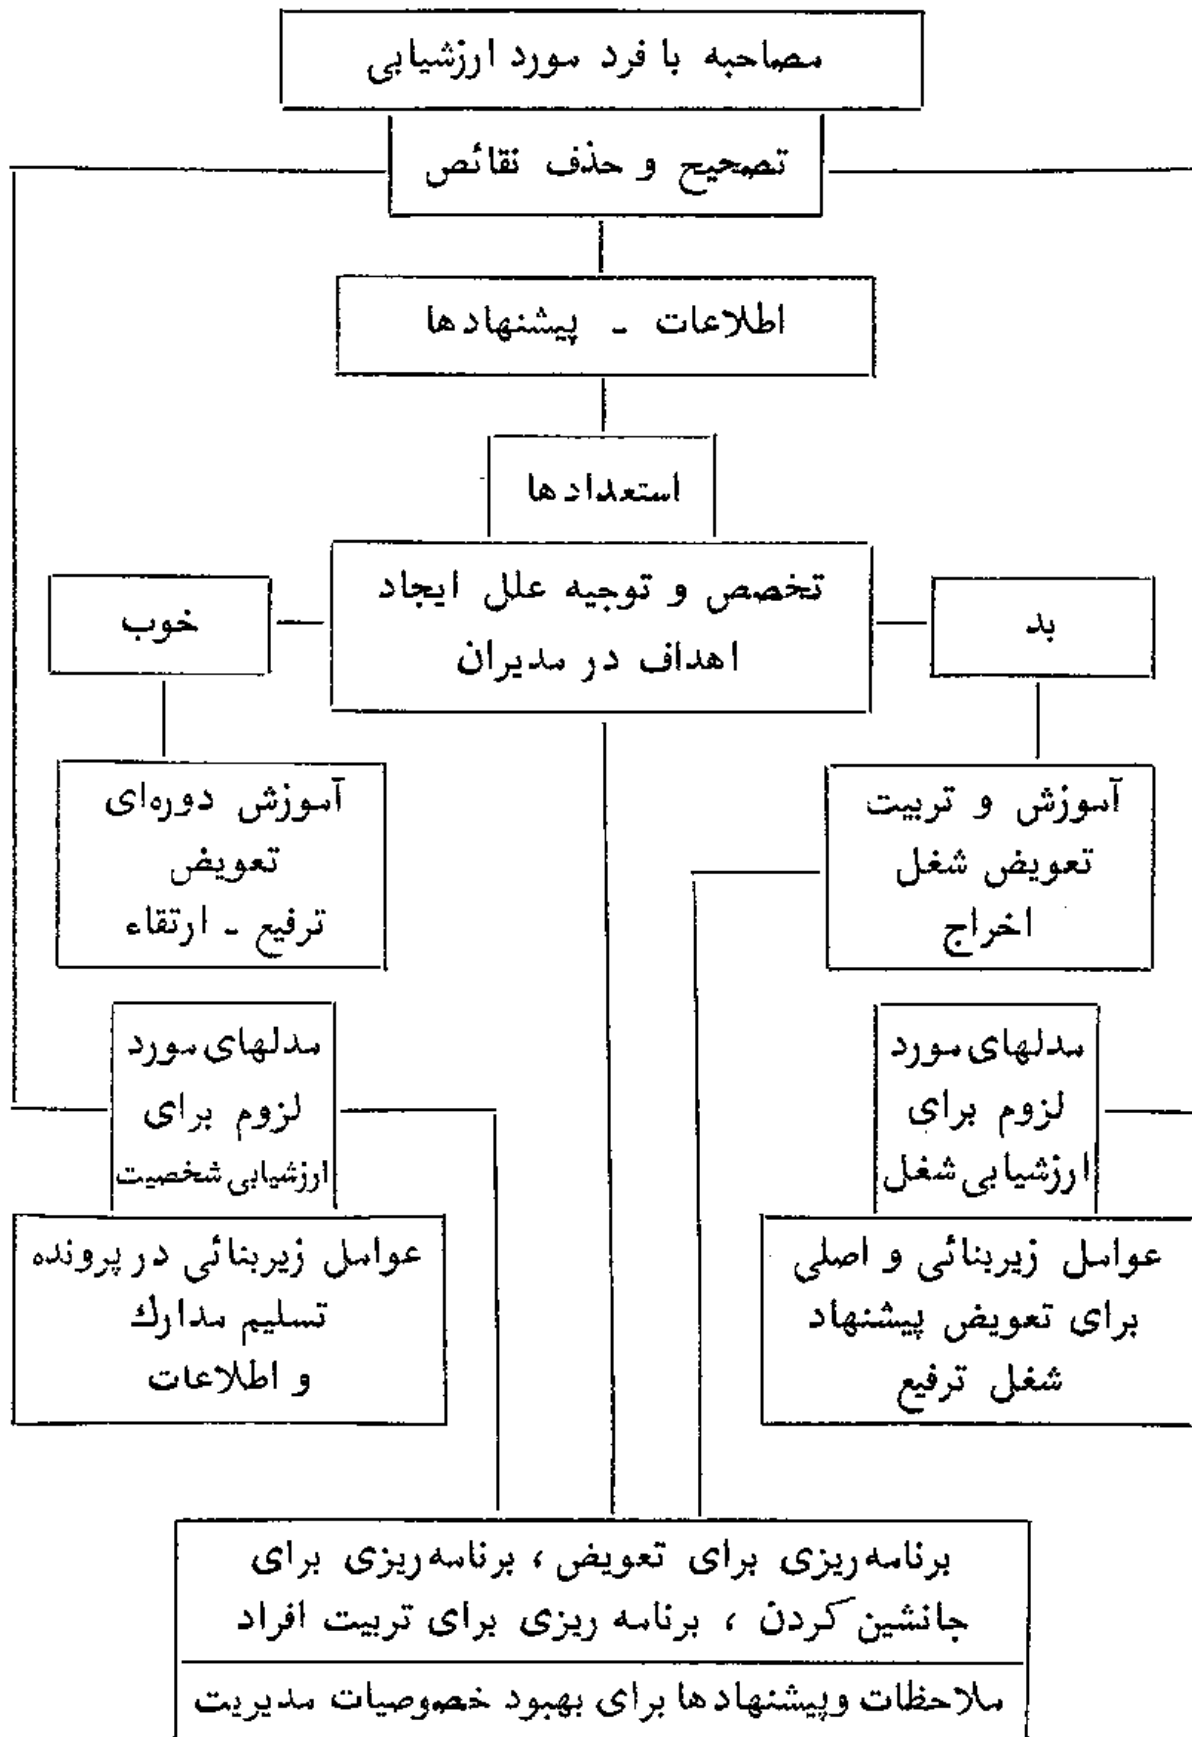 مصاحبه با فرد مورد ارزشیابی
تصحیح و حذف نقائص
اطلاعات - پیشنهادها
استعدادها
تخصص و توجیه علل ایجاد
اهداف در مدیران
بد
خوب
آموزش و تربیت
تعویض شغل
اخراج
آموزش دوره‌ای
تعویض
ترفیع - ارتقاء
مدلهای مورد
لزوم برای
ارزشیابی شغل
مدلهای مورد
لزوم برای
ارزشیابی شخصیت
عوامل زیربنائی و اصلی
برای تعویض پیشنهاد
شغل ترفیع
عوامل زیربنائی در پرونده
تسلیم مدارك
و اطلاعات
برنامه‌ریزی برای تعویض، برنامه‌ریزی برای
جانشین کردن، برنامه ریزی برای تربیت افراد
ملاحظات و پیشنهادها برای بهبود خصوصیات مدیریت